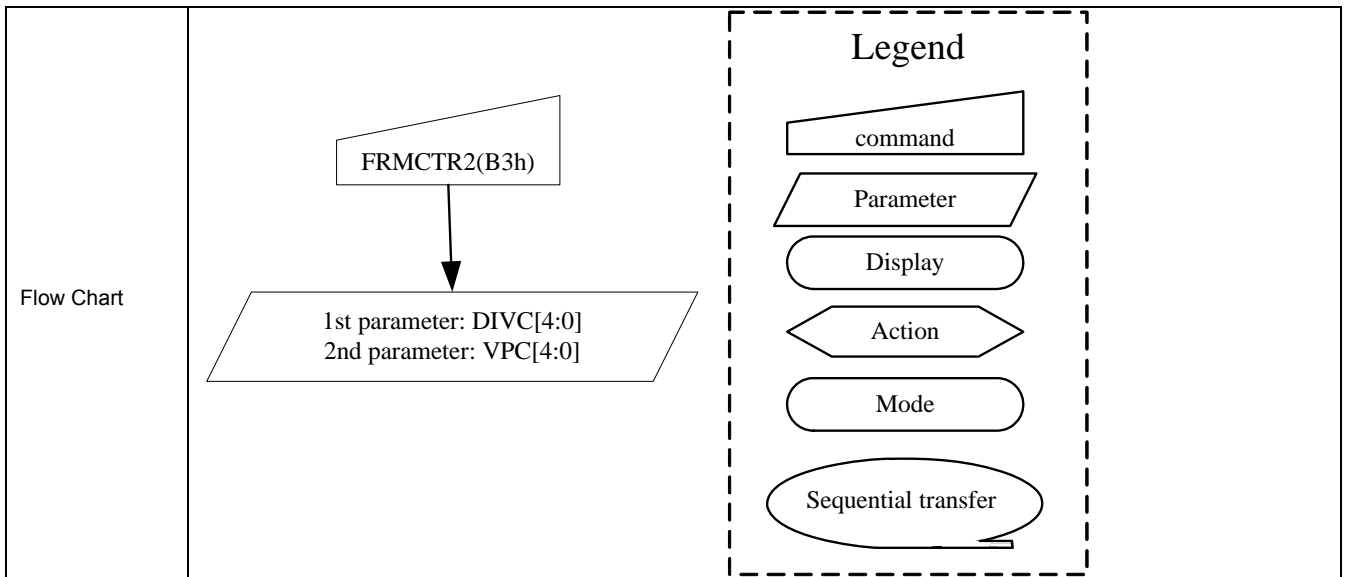 Flow Chart
FRMCTR2(B3h)
1st parameter: DIVC[4:0]
2nd parameter: VPC[4:0]
Legend
command
Parameter
Display
Action
Mode
Sequential transfer